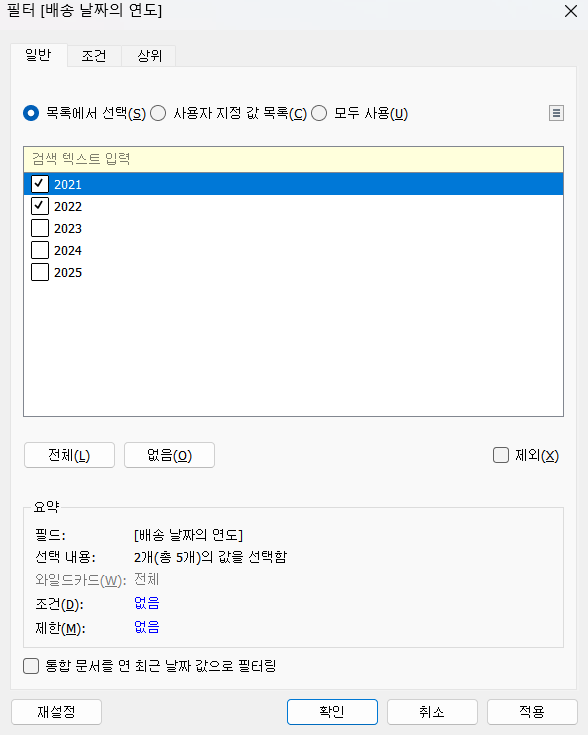 필터 [배송 날짜의 연도]
일반 조건 상위
목록에서 선택(S) 사용자 지정 값 목록(C) 모두 사용(U)
검색 텍스트 입력
2021
2022
2023
2024
2025
전체(L) 없음(O) 제외(X)
요약
필드: [배송 날짜의 연도]
선택 내용: 2개(총 5개)의 값을 선택함
와일드카드(W): 전체
조건(D): 없음
제한(M): 없음
통합 문서를 연 최근 날짜 값으로 필터링
재설정 확인 취소 적용